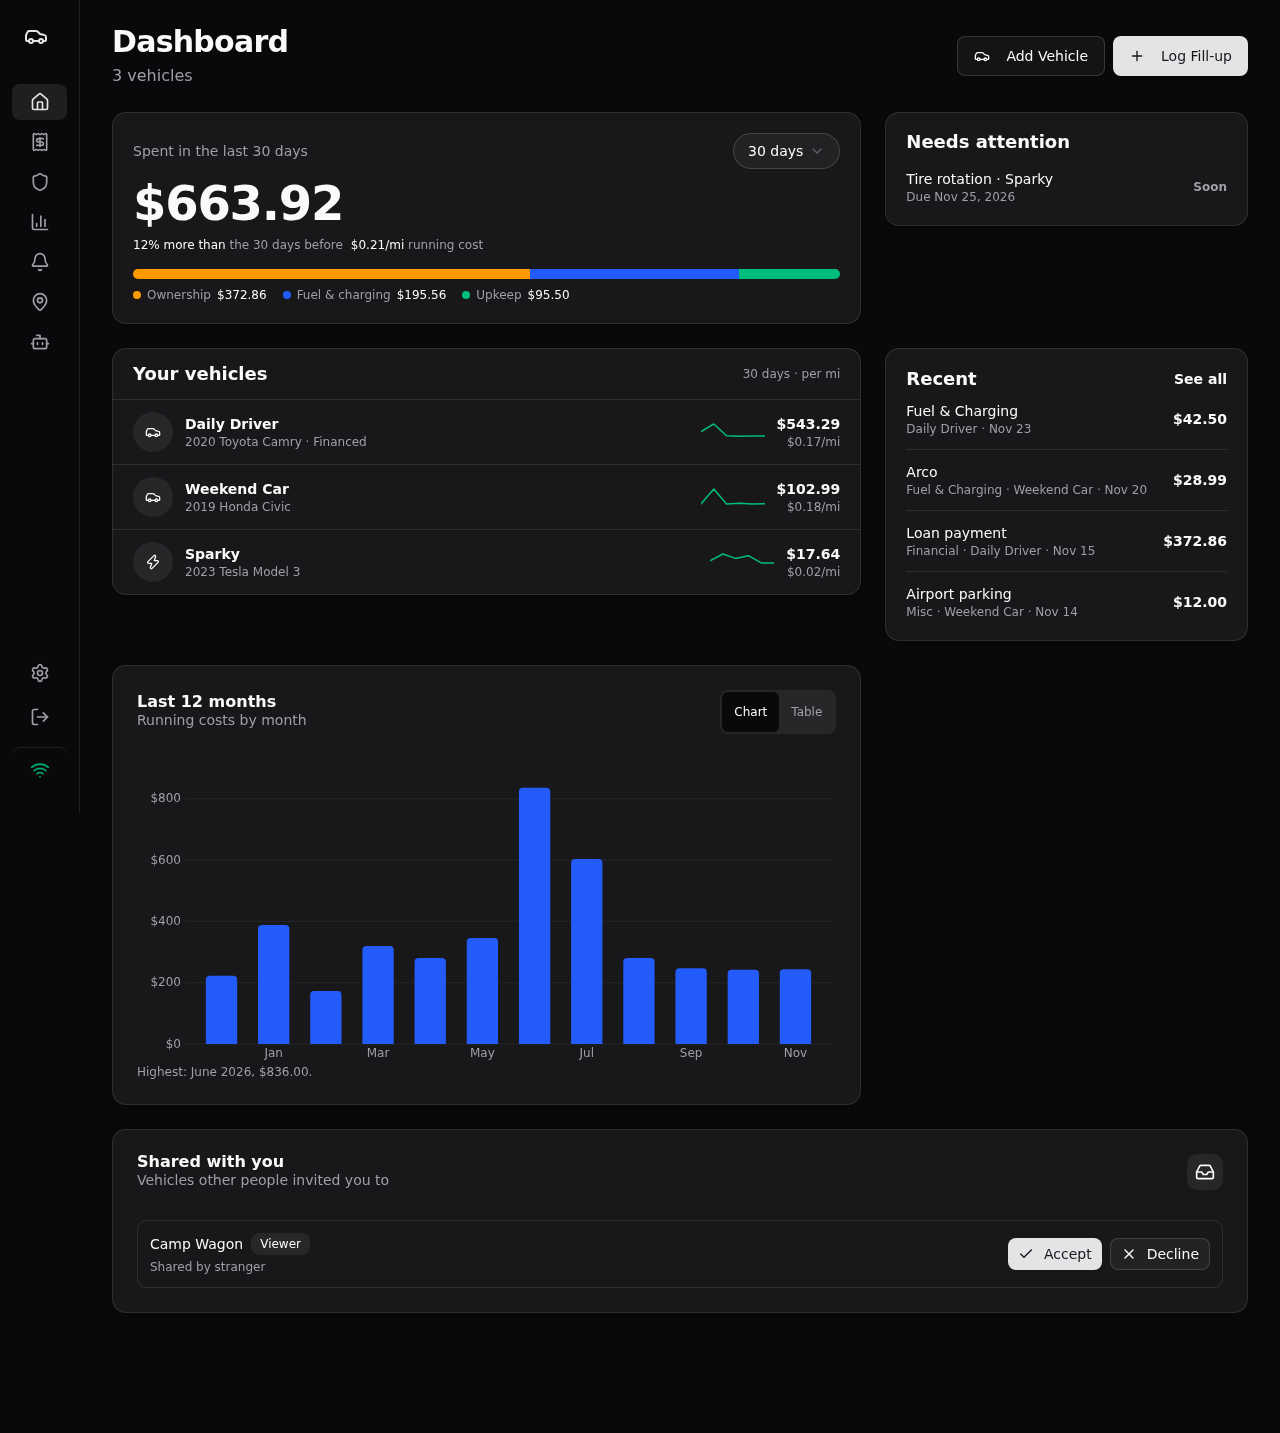 Dashboard
3 vehicles
Add Vehicle
Log Fill-up
Spent in the last 30 days
30 days
$663.92
12% more than the 30 days before $0.21/mi running cost
Ownership $372.86 Fuel & charging $195.56 Upkeep $95.50
Needs attention
Tire rotation · Sparky
Due Nov 25, 2026
Soon
Your vehicles
30 days · per mi
Daily Driver
2020 Toyota Camry · Financed
$543.29
$0.17/mi
Weekend Car
2019 Honda Civic
$102.99
$0.18/mi
Sparky
2023 Tesla Model 3
$17.64
$0.02/mi
Recent
See all
Fuel & Charging
Daily Driver · Nov 23
$42.50
Arco
Fuel & Charging · Weekend Car · Nov 20
$28.99
Loan payment
Financial · Daily Driver · Nov 15
$372.86
Airport parking
Misc · Weekend Car · Nov 14
$12.00
Last 12 months
Running costs by month
Chart
Table
$800
$600
$400
$200
$0
Jan Mar May Jul Sep Nov
Highest: June 2026, $836.00.
Shared with you
Vehicles other people invited you to
Camp Wagon
Viewer
Shared by stranger
Accept
Decline